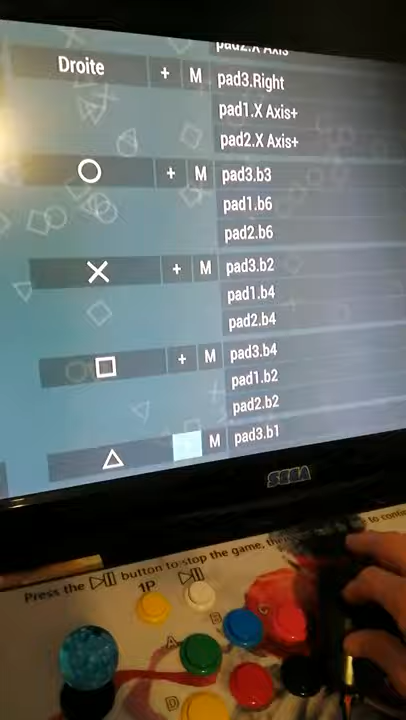 pad2.X Axis
Droite + M pad3.Right
pad1.X Axis+
pad2.X Axis+
+ M pad3.b3
pad1.b6
pad2.b6
+ M pad3.b2
pad1.b4
pad2.b4
+ M pad3.b4
pad1.b2
pad2.b2
M pad3.b1
SEGA
Press the button to stop the game, the
to
1P
B
A
D